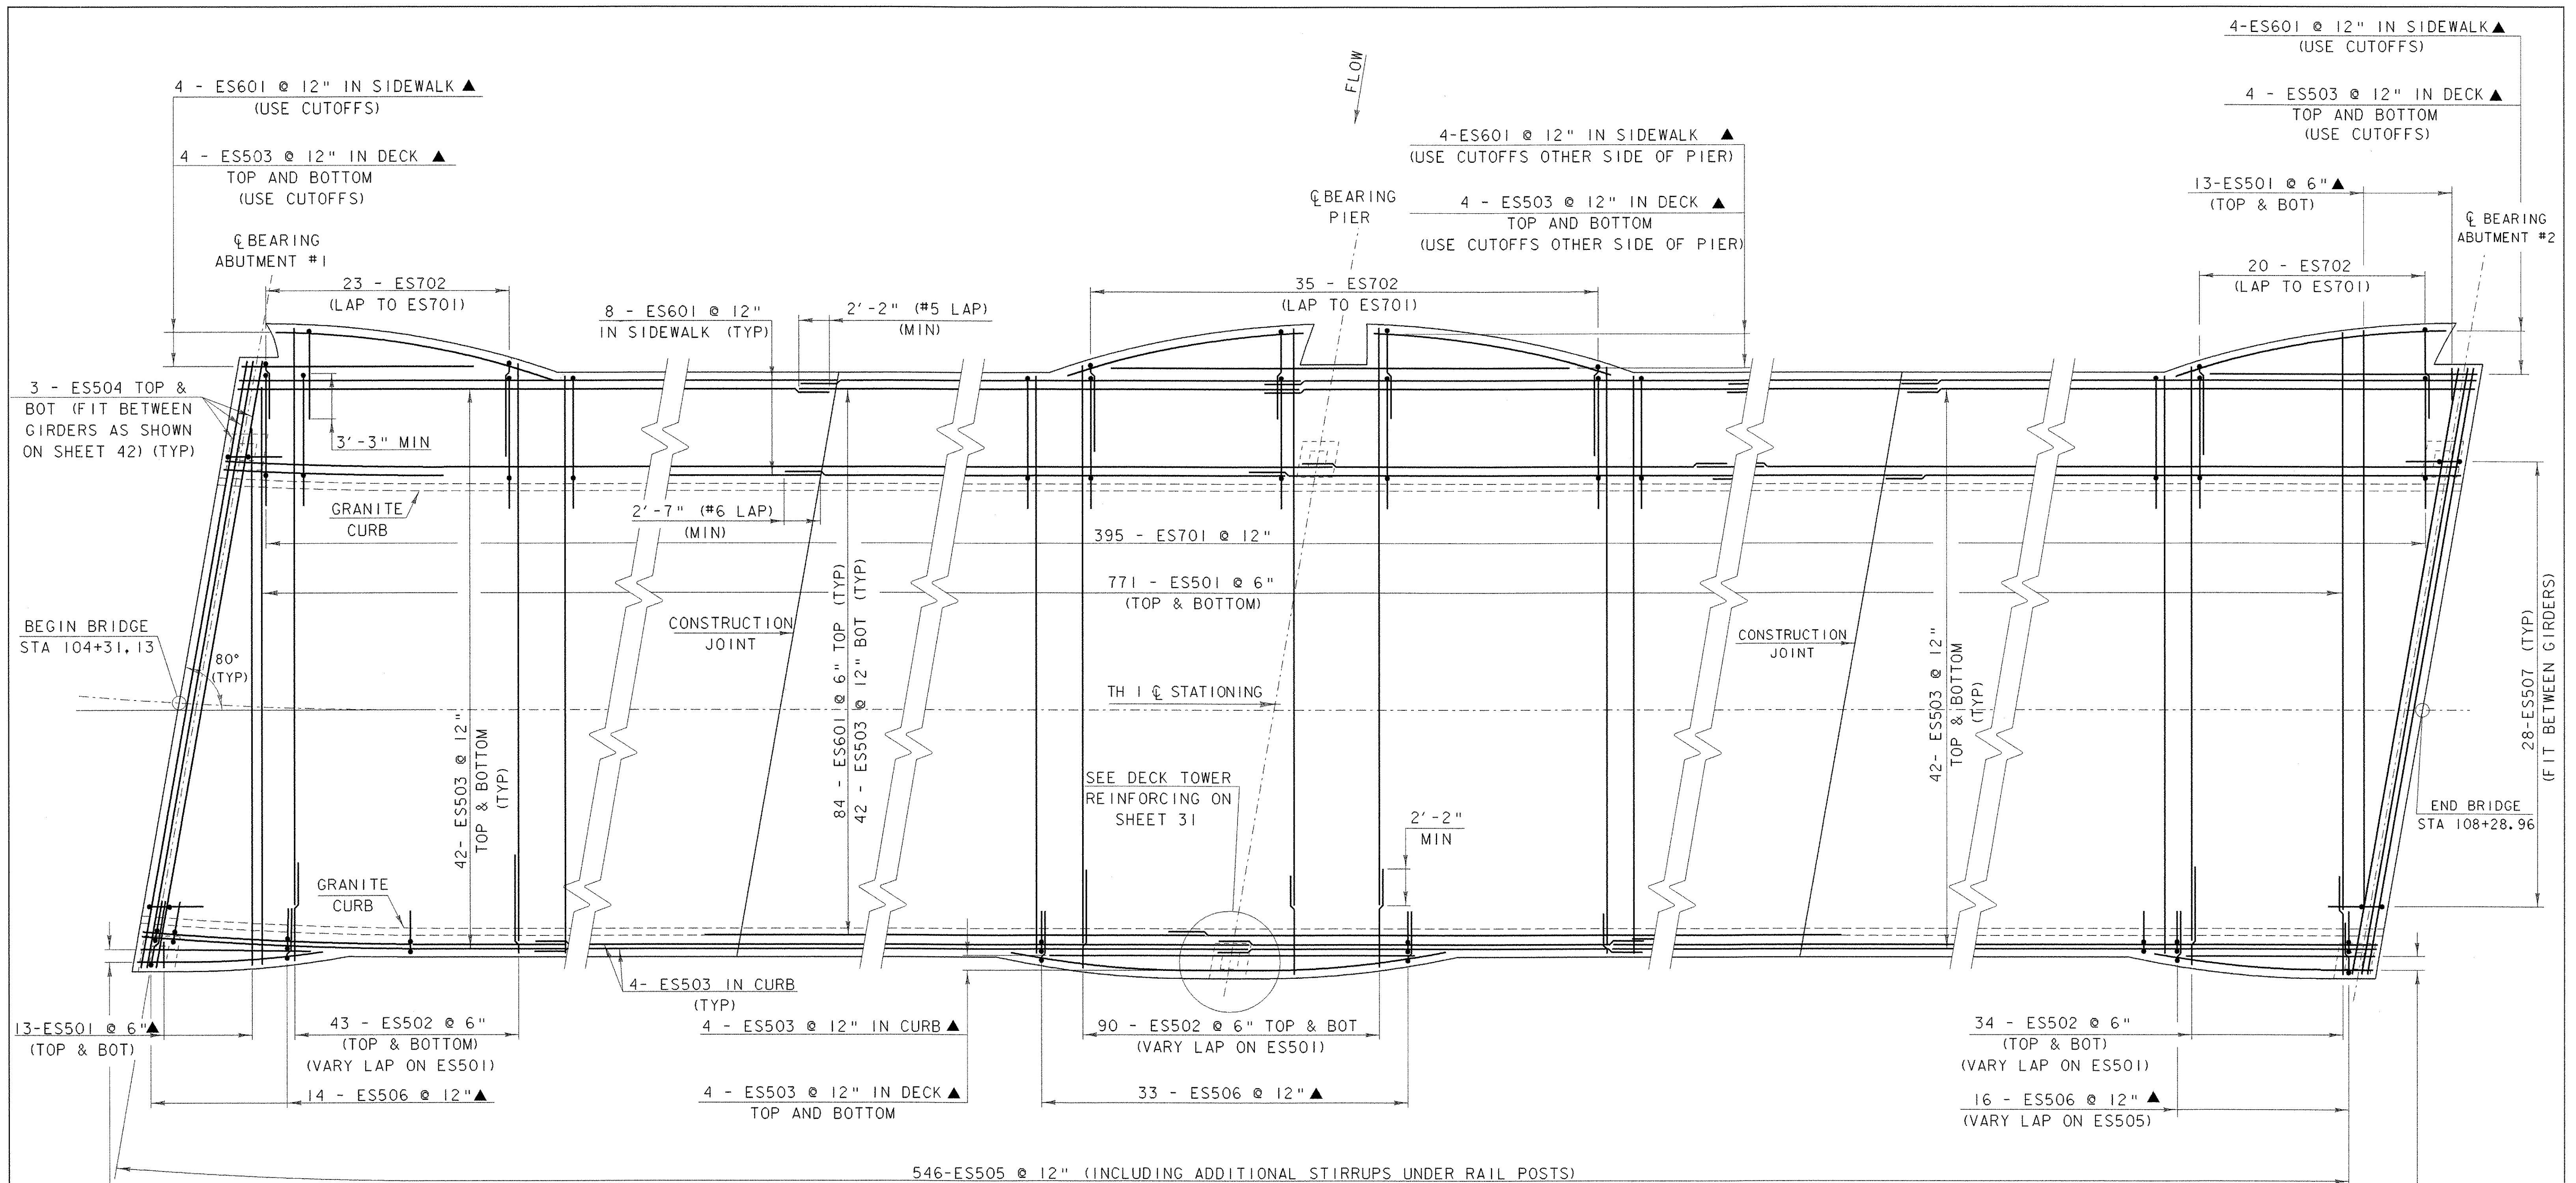 4 - ES601 @ 12" IN SIDEWALK ▲
(USE CUTOFFS)
4 - ES503 @ 12" IN DECK ▲
TOP AND BOTTOM
(USE CUTOFFS)
℄ BEARING
ABUTMENT #1
23 - ES702
(LAP TO ES701)
8 - ES601 @ 12"
IN SIDEWALK (TYP)
2'-2" (#5 LAP)
(MIN)
FLOW
℄ BEARING
PIER
4-ES601 @ 12" IN SIDEWALK ▲
(USE CUTOFFS OTHER SIDE OF PIER)
4 - ES503 @ 12" IN DECK ▲
TOP AND BOTTOM
(USE CUTOFFS OTHER SIDE OF PIER)
35 - ES702
(LAP TO ES701)
4-ES601 @ 12" IN SIDEWALK ▲
(USE CUTOFFS)
4 - ES503 @ 12" IN DECK ▲
TOP AND BOTTOM
(USE CUTOFFS)
13-ES501 @ 6" ▲
(TOP & BOT)
℄ BEARING
ABUTMENT #2
20 - ES702
(LAP TO ES701)
3 - ES504 TOP &
BOT (FIT BETWEEN
GIRDERS AS SHOWN
ON SHEET 42) (TYP)
3'-3" MIN
GRANITE
CURB
2'-7" (#6 LAP)
(MIN)
395 - ES701 @ 12"
771 - ES501 @ 6"
(TOP & BOTTOM)
BEGIN BRIDGE
STA 104+31.13
80°
(TYP)
CONSTRUCTION
JOINT
84 - ES601 @ 6" TOP (TYP)
42 - ES503 @ 12" BOT (TYP)
42- ES503 @ 12"
TOP & BOTTOM
(TYP)
TH 1 ℄ STATIONING
CONSTRUCTION
JOINT
42- ES503 @ 12"
TOP & BOTTOM
(TYP)
28-ES507 (TYP)
(FIT BETWEEN GIRDERS)
SEE DECK TOWER
REINFORCING ON
SHEET 31
2'-2"
MIN
END BRIDGE
STA 108+28.96
GRANITE
CURB
4- ES503 IN CURB
(TYP)
13-ES501 @ 6" ▲
(TOP & BOT)
43 - ES502 @ 6"
(TOP & BOTTOM)
(VARY LAP ON ES501)
4 - ES503 @ 12" IN CURB ▲
90 - ES502 @ 6" TOP & BOT
(VARY LAP ON ES501)
34 - ES502 @ 6"
(TOP & BOT)
(VARY LAP ON ES501)
14 - ES506 @ 12" ▲
4 - ES503 @ 12" IN DECK ▲
TOP AND BOTTOM
33 - ES506 @ 12" ▲
16 - ES506 @ 12" ▲
(VARY LAP ON ES505)
546-ES505 @ 12" (INCLUDING ADDITIONAL STIRRUPS UNDER RAIL POSTS)